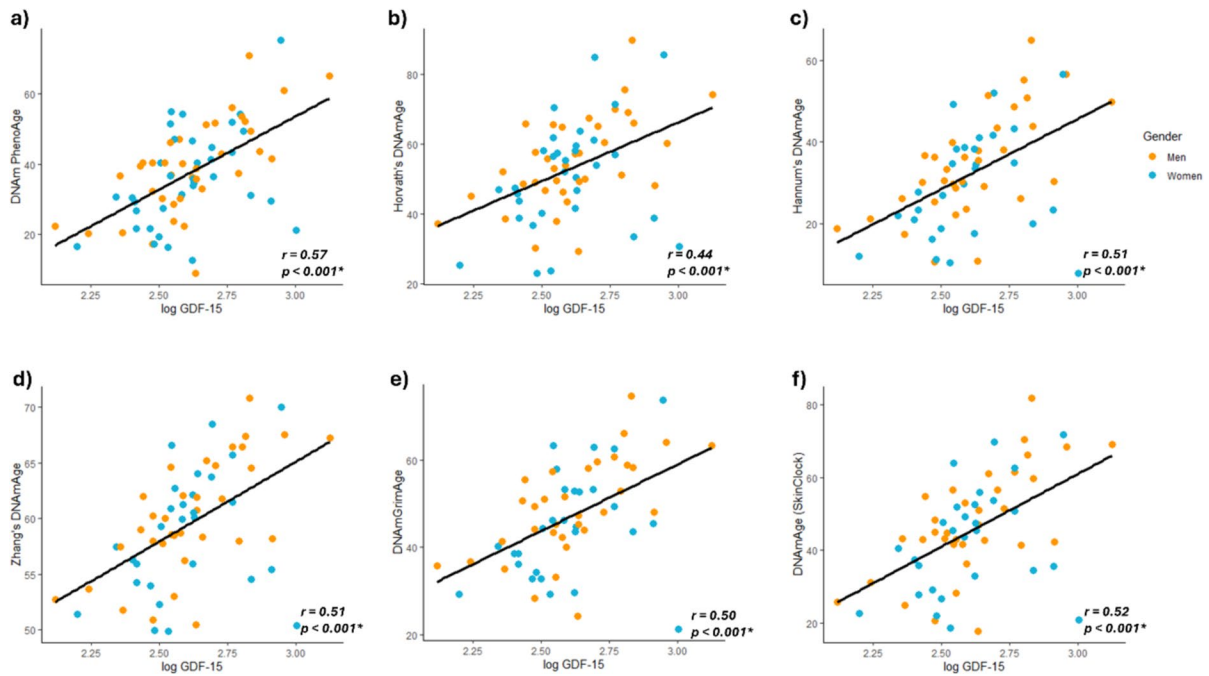 a)
DNAm PhenoAge
60
40
20
2.25 2.50 2.75 3.00
log GDF-15
r = 0.57
p < 0.001*
b)
Horvath's DNAmAge
80
60
40
20
2.25 2.50 2.75 3.00
log GDF-15
r = 0.44
p < 0.001*
c)
Hannum's DNAmAge
60
40
20
2.25 2.50 2.75 3.00
log GDF-15
r = 0.51
p < 0.001*
Gender
Men
Women
d)
Zhang's DNAmAge
70
65
60
55
50
2.25 2.50 2.75 3.00
log GDF-15
r = 0.51
p < 0.001*
e)
DNAmGrimAge
60
40
20
2.25 2.50 2.75 3.00
log GDF-15
r = 0.50
p < 0.001*
f)
DNAmAge (SkinClock)
80
60
40
20
2.25 2.50 2.75 3.00
log GDF-15
r = 0.52
p < 0.001*